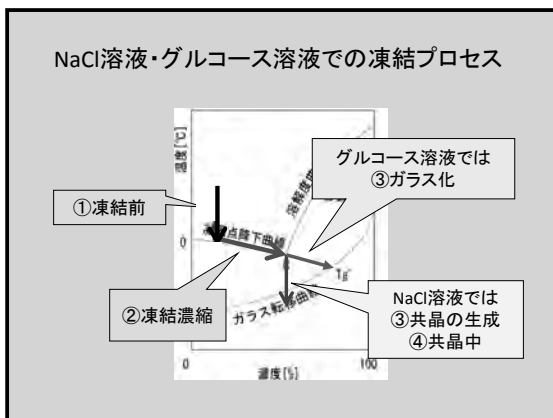 NaCl溶液・グルコース溶液での凍結プロセス
温度[℃]
グルコース溶液では
③ガラス化
①凍結前
溶解度
0
点降下曲線
Tg'
②凍結濃縮
ガラス転移曲線
NaCl溶液では
③共晶の生成
④共晶中
0
100
濃度[%]